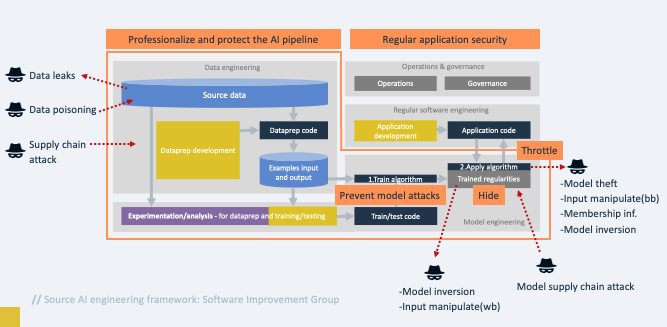 Professionalize and protect the AI pipeline
Regular application security
Data engineering
Operations & governance
Data leaks
Source data
Operations
Governance
Data poisoning
Regular software engineering
Supply chain
attack
Dataprep development
Dataprep code
Application
development
Application code
Throttle
Examples input
and output
1.Train algorithm
2.Apply algorithm
Trained regularities
-Model theft
-Input manipulate(bb)
-Membership inf.
-Model inversion
Prevent model attacks
Hide
Experimentation/analysis - for dataprep and training/testing
Train/test code
Model engineering
-Model inversion
-Input manipulate(wb)
Model supply chain attack
// Source AI engineering framework: Software Improvement Group